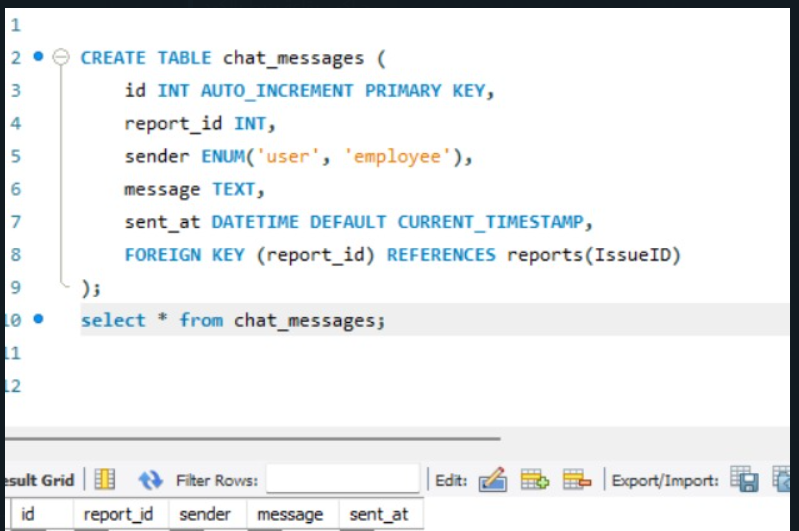 1
2 CREATE TABLE chat_messages (
3 id INT AUTO_INCREMENT PRIMARY KEY,
4 report_id INT,
5 sender ENUM('user', 'employee'),
6 message TEXT,
7 sent_at DATETIME DEFAULT CURRENT_TIMESTAMP,
8 FOREIGN KEY (report_id) REFERENCES reports(IssueID)
9 );
10 select * from chat_messages;
11
12
esult Grid Filter Rows: Edit: Export/Import:
id report_id sender message sent_at